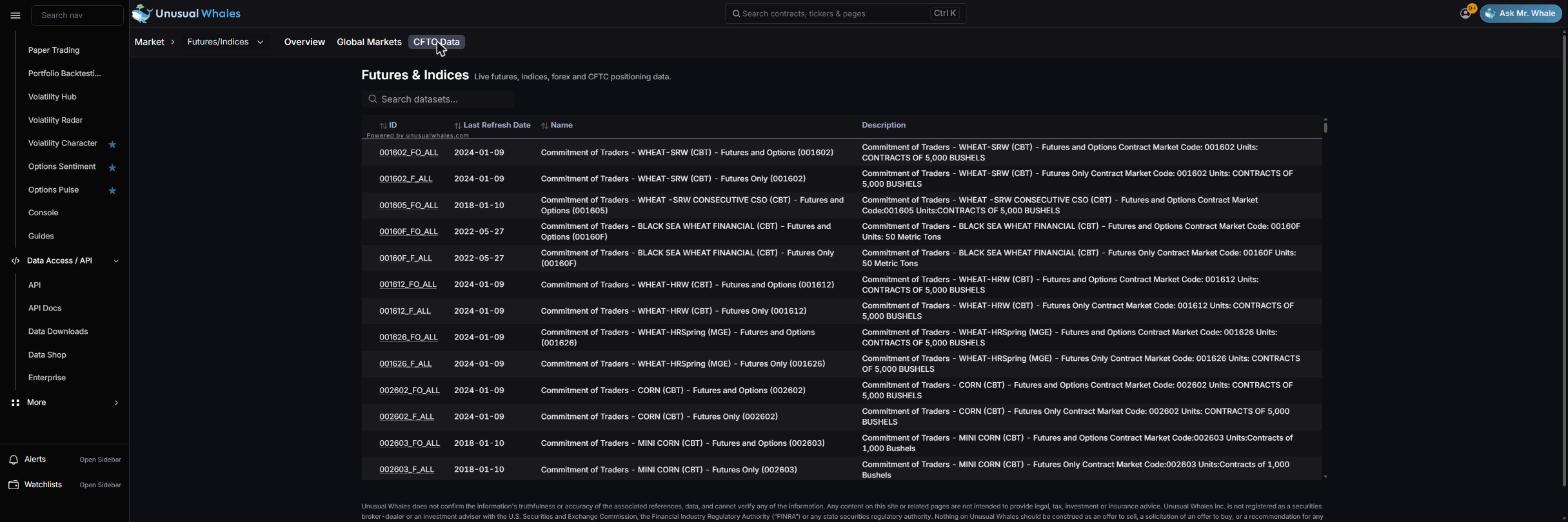 Search nav
Unusual Whales
Search contracts, tickers & pages
Ctrl K
9+
Ask Mr. Whale
Market
Futures/Indices
Overview
Global Markets
CFTC Data
Paper Trading
Portfolio Backtesti...
Volatility Hub
Volatility Radar
Volatility Character
Options Sentiment
Options Pulse
Console
Guides
Data Access / API
API
API Docs
Data Downloads
Data Shop
Enterprise
More
Alerts
Open Sidebar
Watchlists
Open Sidebar
Futures & Indices Live futures, indices, forex and CFTC positioning data.
Search datasets...
ID Last Refresh Date Name Description
Powered by unusualwhales.com
001602_FO_ALL 2024-01-09 Commitment of Traders - WHEAT-SRW (CBT) - Futures and Options (001602)
Commitment of Traders - WHEAT-SRW (CBT) - Futures and Options Contract Market Code: 001602 Units:
CONTRACTS OF 5,000 BUSHELS
001602_F_ALL 2024-01-09 Commitment of Traders - WHEAT-SRW (CBT) - Futures Only (001602)
Commitment of Traders - WHEAT-SRW (CBT) - Futures Only Contract Market Code: 001602 Units: CONTRACTS OF
5,000 BUSHELS
001605_FO_ALL 2018-01-10 Commitment of Traders - WHEAT -SRW CONSECUTIVE CSO (CBT) - Futures and
Options (001605)
Commitment of Traders - WHEAT -SRW CONSECUTIVE CSO (CBT) - Futures and Options Contract Market
Code:001605 Units:CONTRACTS OF 5,000 BUSHELS
00160F_FO_ALL 2022-05-27 Commitment of Traders - BLACK SEA WHEAT FINANCIAL (CBT) - Futures and
Options (00160F)
Commitment of Traders - BLACK SEA WHEAT FINANCIAL (CBT) - Futures and Options Contract Market Code: 00160F
Units: 50 Metric Tons
00160F_F_ALL 2022-05-27 Commitment of Traders - BLACK SEA WHEAT FINANCIAL (CBT) - Futures Only
(00160F)
Commitment of Traders - BLACK SEA WHEAT FINANCIAL (CBT) - Futures Only Contract Market Code: 00160F Units:
50 Metric Tons
001612_FO_ALL 2024-01-09 Commitment of Traders - WHEAT-HRW (CBT) - Futures and Options (001612)
Commitment of Traders - WHEAT-HRW (CBT) - Futures and Options Contract Market Code: 001612 Units:
CONTRACTS OF 5,000 BUSHELS
001612_F_ALL 2024-01-09 Commitment of Traders - WHEAT-HRW (CBT) - Futures Only (001612)
Commitment of Traders - WHEAT-HRW (CBT) - Futures Only Contract Market Code: 001612 Units: CONTRACTS OF
5,000 BUSHELS
001626_FO_ALL 2024-01-09 Commitment of Traders - WHEAT-HRSpring (MGE) - Futures and Options
(001626)
Commitment of Traders - WHEAT-HRSpring (MGE) - Futures and Options Contract Market Code: 001626 Units:
CONTRACTS OF 5,000 BUSHELS
001626_F_ALL 2024-01-09 Commitment of Traders - WHEAT-HRSpring (MGE) - Futures Only (001626)
Commitment of Traders - WHEAT-HRSpring (MGE) - Futures Only Contract Market Code: 001626 Units: CONTRACTS
OF 5,000 BUSHELS
002602_FO_ALL 2024-01-09 Commitment of Traders - CORN (CBT) - Futures and Options (002602)
Commitment of Traders - CORN (CBT) - Futures and Options Contract Market Code: 002602 Units: CONTRACTS OF
5,000 BUSHELS
002602_F_ALL 2024-01-09 Commitment of Traders - CORN (CBT) - Futures Only (002602)
Commitment of Traders - CORN (CBT) - Futures Only Contract Market Code: 002602 Units: CONTRACTS OF 5,000
BUSHELS
002603_FO_ALL 2018-01-10 Commitment of Traders - MINI CORN (CBT) - Futures and Options (002603)
Commitment of Traders - MINI CORN (CBT) - Futures and Options Contract Market Code:002603 Units:Contracts of
1,000 Bushels
002603_F_ALL 2018-01-10 Commitment of Traders - MINI CORN (CBT) - Futures Only (002603)
Commitment of Traders - MINI CORN (CBT) - Futures Only Contract Market Code:002603 Units:Contracts of 1,000
Bushels
Unusual Whales does not confirm the information's truthfulness or accuracy of the associated references, data, and cannot verify any of the information. Any content on this site or related pages are not intended to provide legal, tax, investment or insurance advice. Unusual Whales Inc. is not registered as a securities
broker-dealer or an investment adviser with the U.S. Securities and Exchange Commission, the Financial Industry Regulatory Authority ("FINRA") or any state securities regulatory authority. Nothing on Unusual Whales should be construed as an offer to sell, a solicitation of an offer to buy, or a recommendation for any